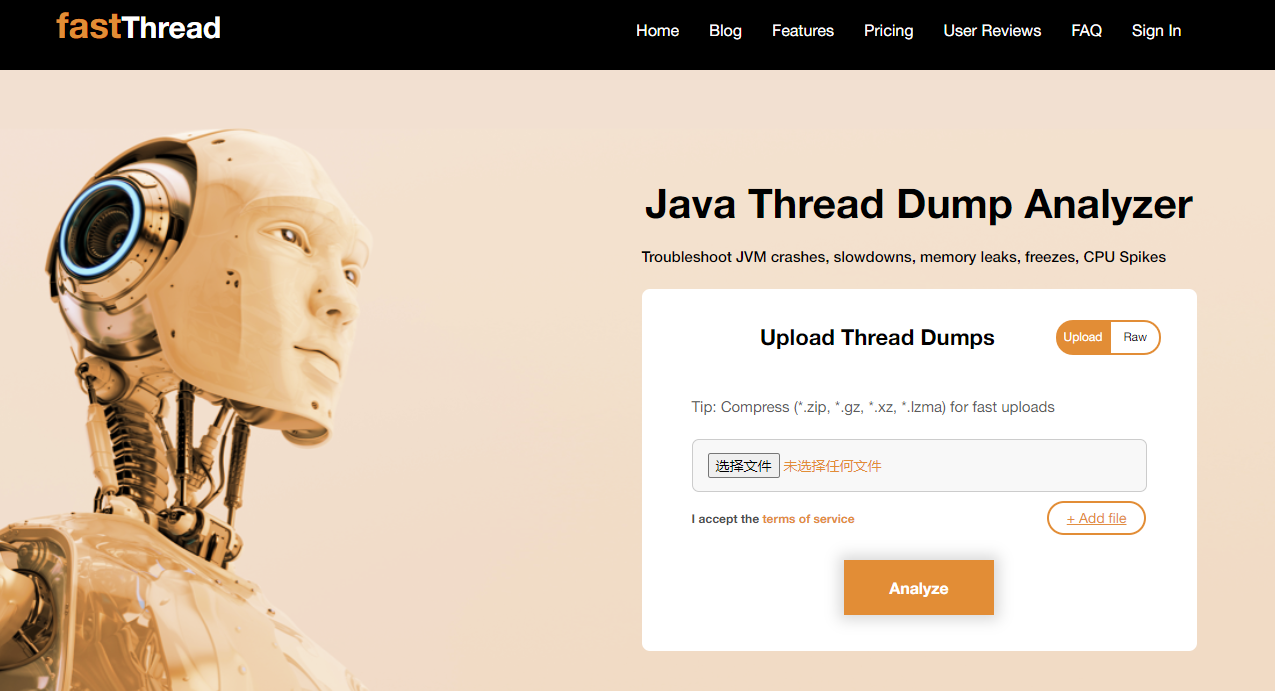 fastThread
Home Blog Features Pricing User Reviews FAQ Sign In
Java Thread Dump Analyzer
Troubleshoot JVM crashes, slowdowns, memory leaks, freezes, CPU Spikes
Upload Thread Dumps
Upload Raw
Tip: Compress (*.zip, *.gz, *.xz, *.lzma) for fast uploads
选择文件 未选择任何文件
I accept the terms of service
+ Add file
Analyze